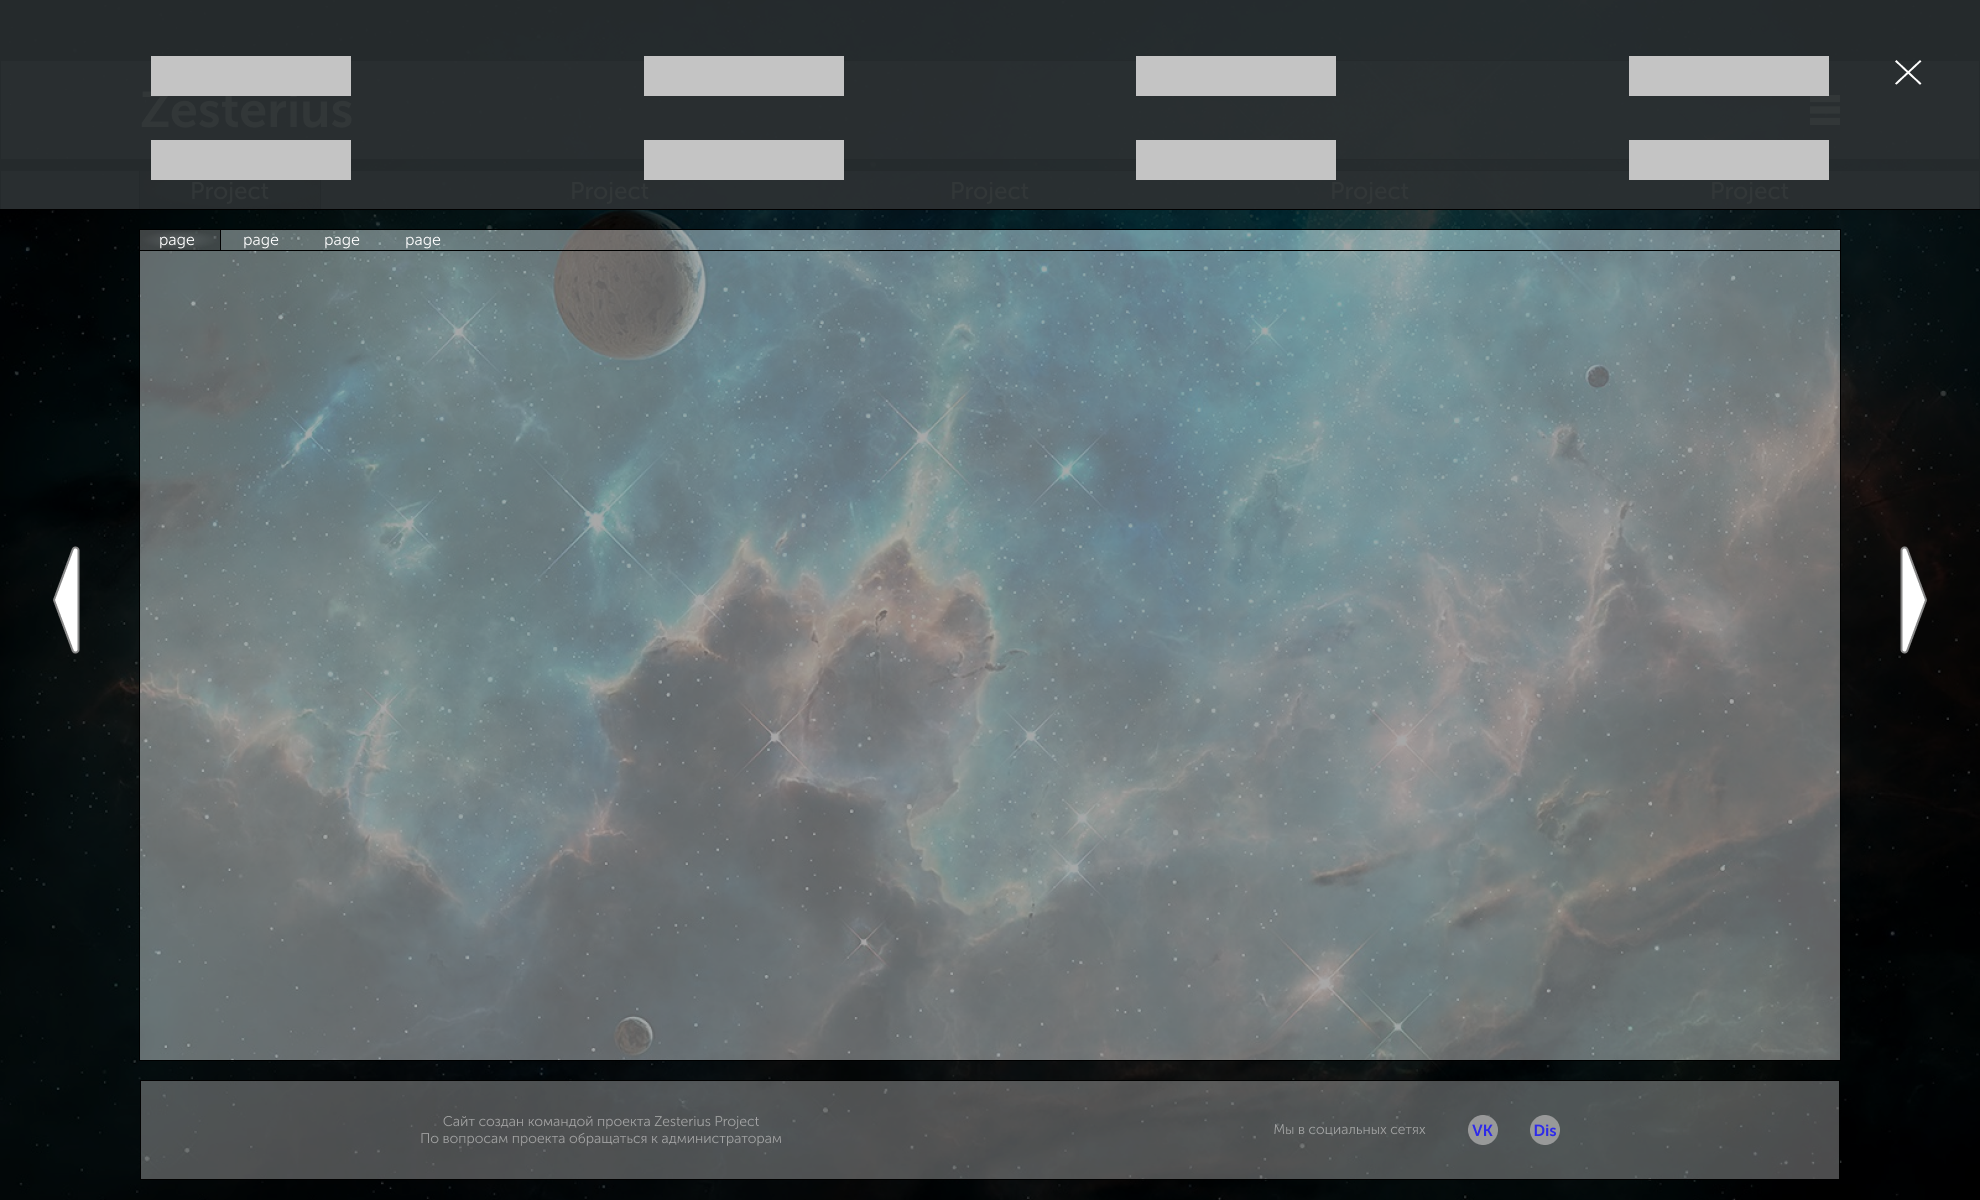 Zesterius
Project Project Project Project Project
page page page page
Сайт создан командой проекта Zesterius Project
По вопросам проекта обращаться к администраторам
Мы в социальных сетях VK Dis